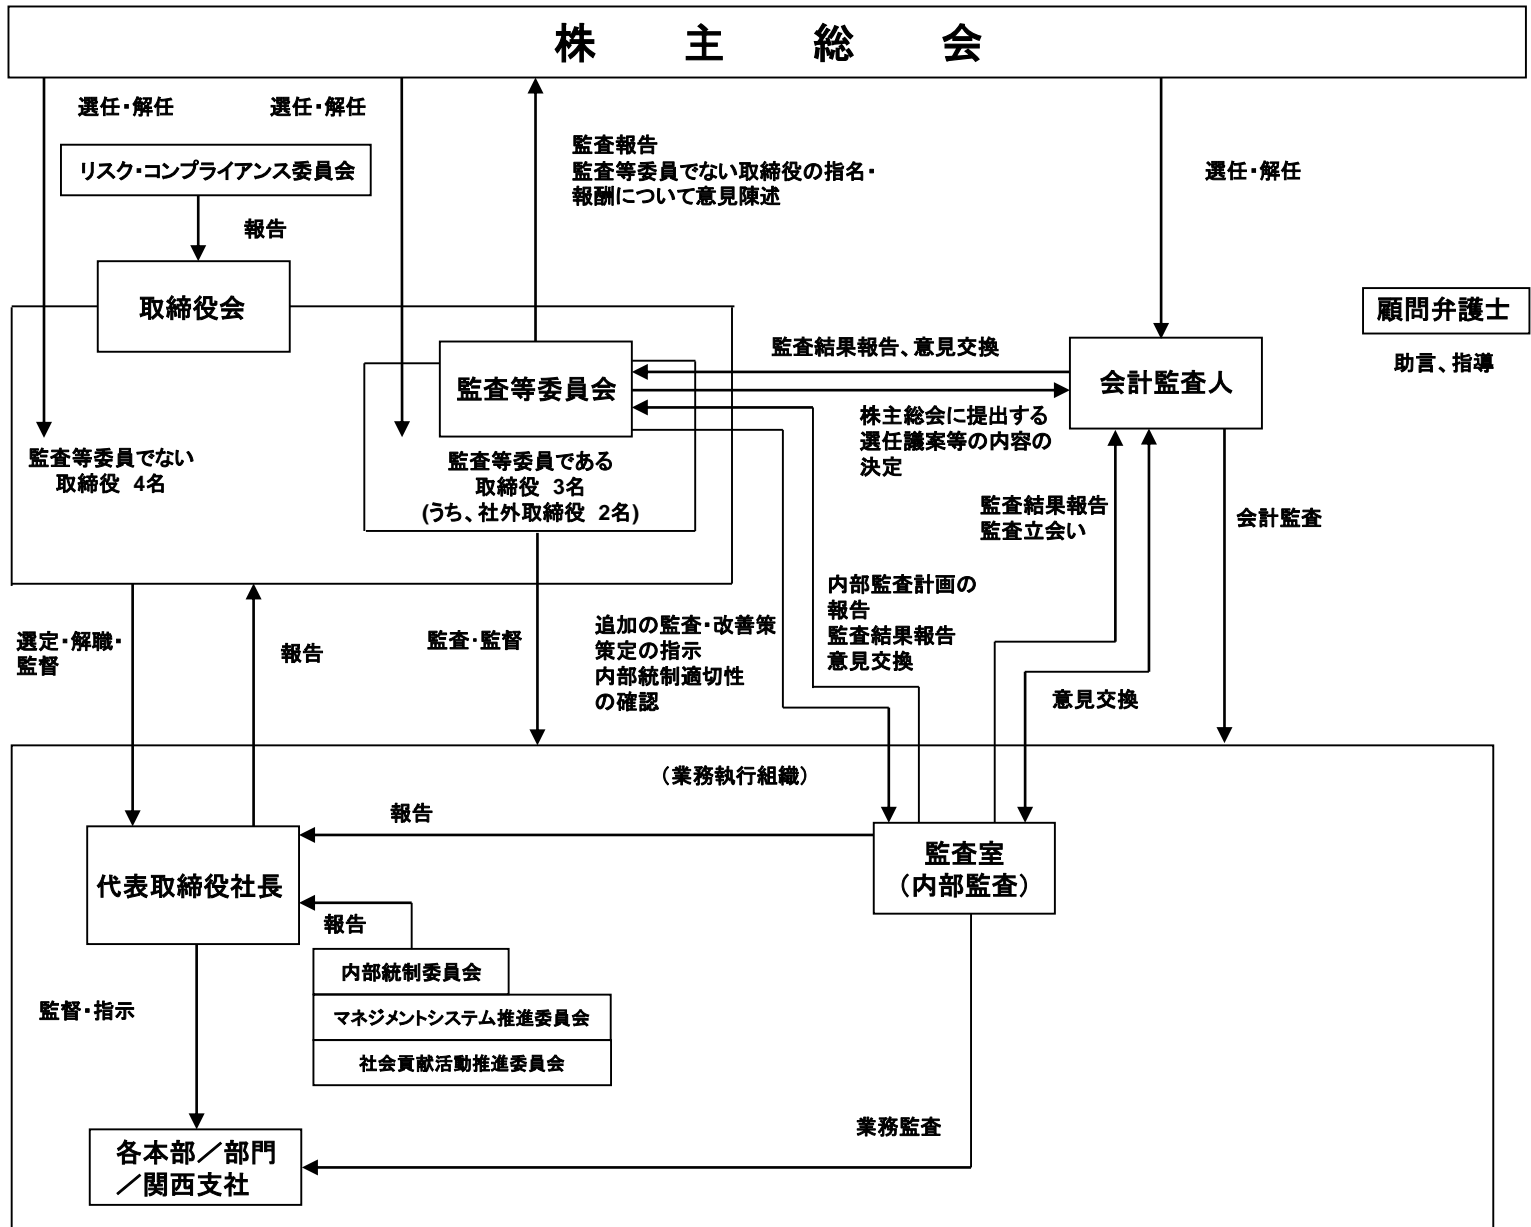 株主総会
選任・解任
選任・解任
監査報告
監査等委員でない取締役の指名・
報酬について意見陳述
選任・解任
リスク・コンプライアンス委員会
報告
取締役会
顧問弁護士
助言、指導
監査結果報告、意見交換
監査等委員会
会計監査人
株主総会に提出する
選任議案等の内容の
決定
監査等委員でない
取締役 4名
監査等委員である
取締役 3名
(うち、社外取締役 2名)
監査結果報告
監査立会い
会計監査
内部監査計画の
報告
監査結果報告
意見交換
選定・解職・
監督
報告
監査・監督
追加の監査・改善策
策定の指示
内部統制適切性
の確認
意見交換
（業務執行組織）
報告
監査室
（内部監査）
代表取締役社長
報告
内部統制委員会
マネジメントシステム推進委員会
社会貢献活動推進委員会
監督・指示
業務監査
各本部／部門
／関西支社